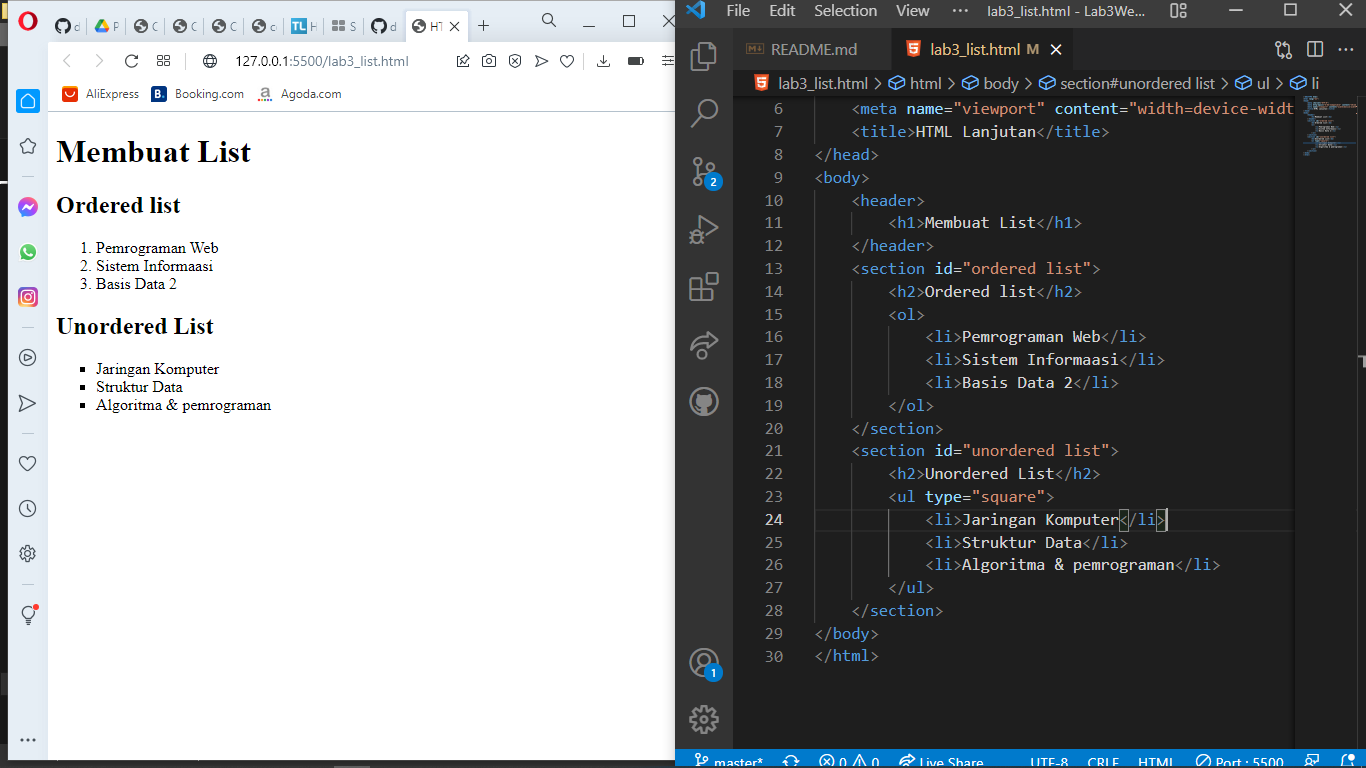 d
P
C
C
C
c
TL H
S
d
HT
127.0.0.1:5500/lab3_list.html
AliExpress
B. Booking.com
a Agoda.com
Membuat List
Ordered list
1. Pemrograman Web
2. Sistem Informaasi
3. Basis Data 2
Unordered List
Jaringan Komputer
Struktur Data
Algoritma & pemrograman
File Edit Selection View ··· lab3_list.html - Lab3We...
README.md
lab3_list.html M
lab3_list.html > html > body > section#unordered list > ul > li
6 <meta name="viewport" content="width=device-widt
7 <title>HTML Lanjutan</title>
8 </head>
9 <body>
10 <header>
11 <h1>Membuat List</h1>
12 </header>
13 <section id="ordered list">
14 <h2>Ordered list</h2>
15 <ol>
16 <li>Pemrograman Web</li>
17 <li>Sistem Informaasi</li>
18 <li>Basis Data 2</li>
19 </ol>
20 </section>
21 <section id="unordered list">
22 <h2>Unordered List</h2>
23 <ul type="square">
24 <li>Jaringan Komputer</li>
25 <li>Struktur Data</li>
26 <li>Algoritma & pemrograman</li>
27 </ul>
28 </section>
29 </body>
30 </html>
2
1
master* 0 0 Live Share UTF-8 CRLF HTML Port : 5500